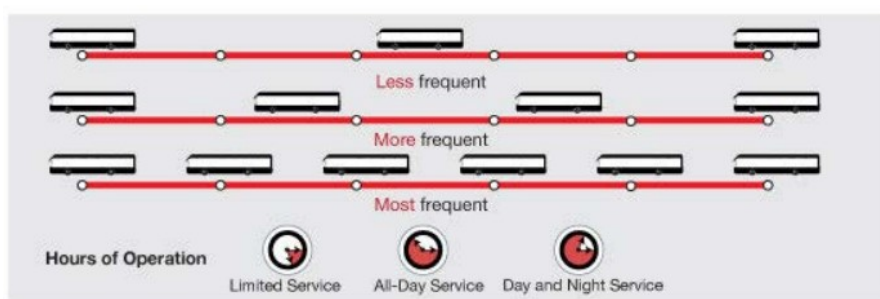 Less frequent
More frequent
Most frequent
Hours of Operation
Limited Service
All-Day Service
Day and Night Service